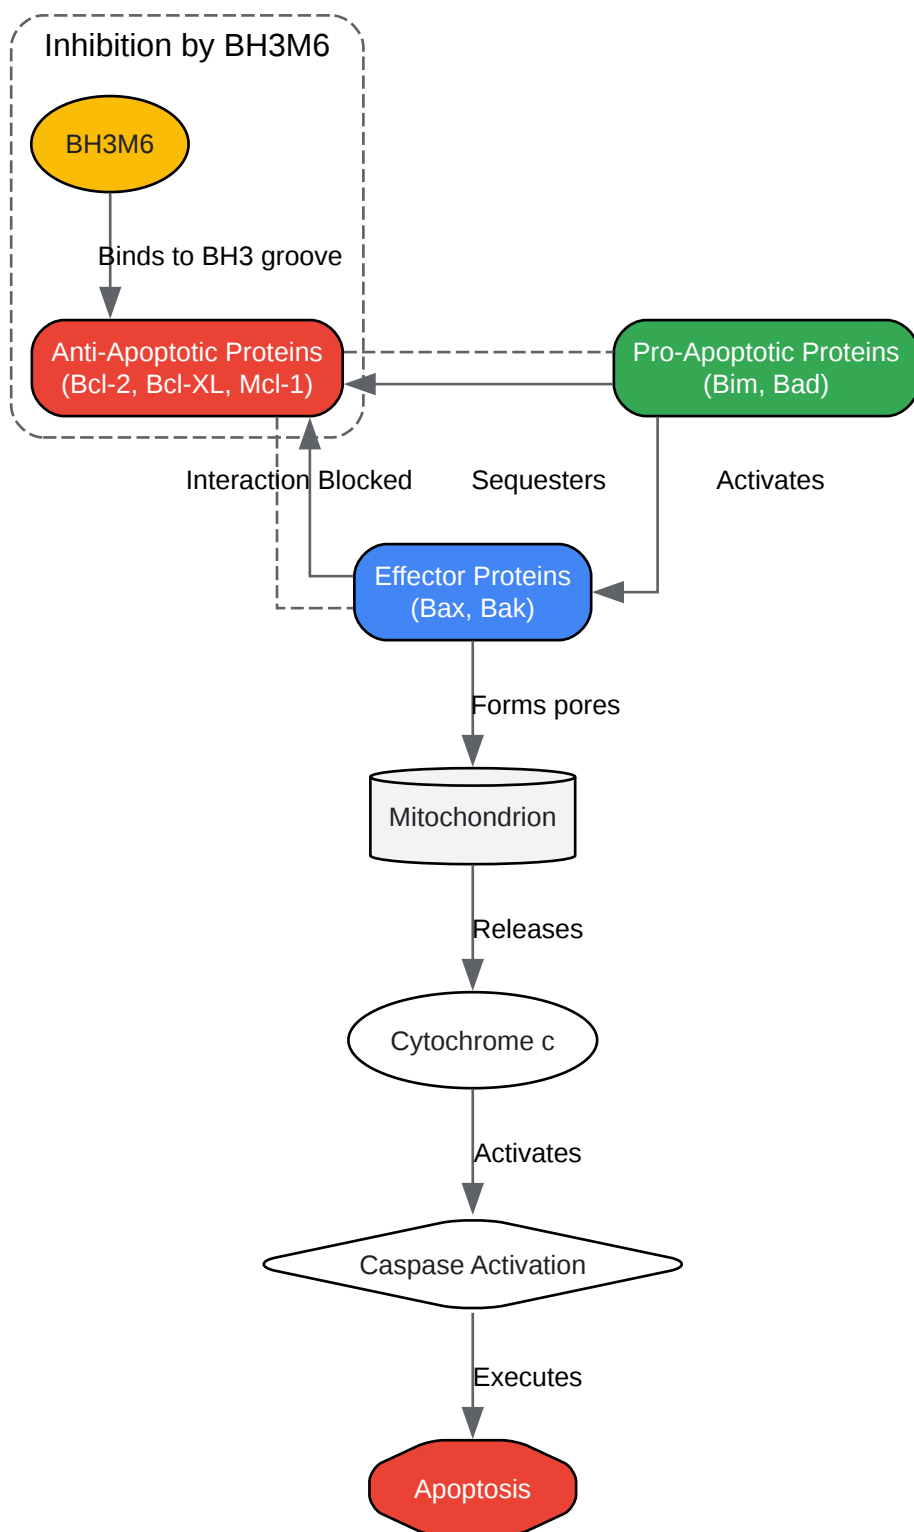 Inhibition by BH3M6
BH3M6
Binds to BH3 groove
Anti-Apoptotic Proteins
(Bcl-2, Bcl-XL, Mcl-1)
Pro-Apoptotic Proteins
(Bim, Bad)
Interaction Blocked
Sequesters
Activates
Effector Proteins
(Bax, Bak)
Forms pores
Mitochondrion
Releases
Cytochrome c
Activates
Caspase Activation
Executes
Apoptosis